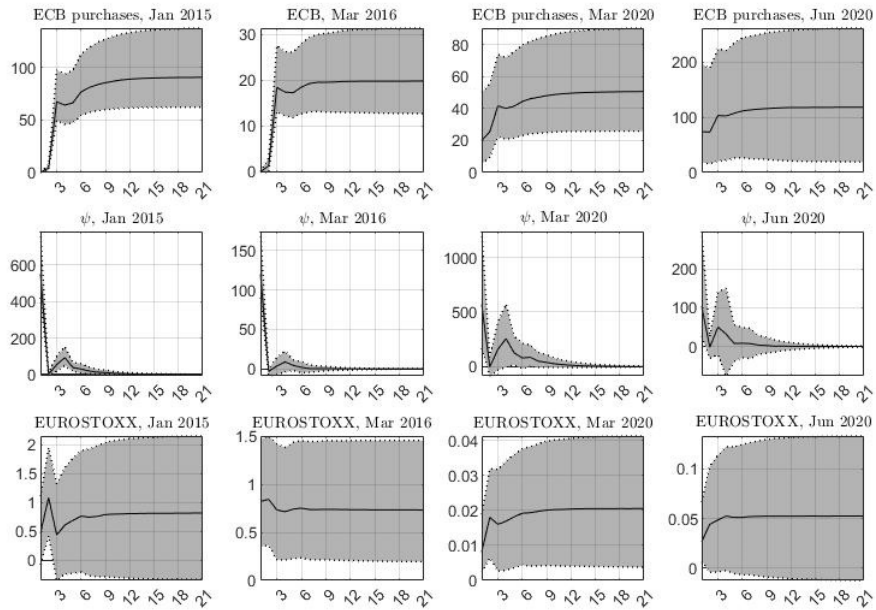 ECB purchases, Jan 2015
ECB, Mar 2016
ECB purchases, Mar 2020
ECB purchases, Jun 2020
100
50
0
30
20
10
0
80
60
40
20
0
200
100
0
3 6 9 12 15 18 21
3 6 9 12 15 18 21
3 6 9 12 15 18 21
3 6 9 12 15 18 21
ψ, Jan 2015
ψ, Mar 2016
ψ, Mar 2020
ψ, Jun 2020
600
400
200
0
150
100
50
0
1000
500
0
200
100
0
3 6 9 12 15 18 21
3 6 9 12 15 18 21
3 6 9 12 15 18 21
3 6 9 12 15 18 21
EUROSTOXX, Jan 2015
EUROSTOXX, Mar 2016
EUROSTOXX, Mar 2020
EUROSTOXX, Jun 2020
2
1.5
1
0.5
0
1.5
1
0.5
0
0.04
0.03
0.02
0.01
0
0.1
0.05
0
3 6 9 12 15 18 21
3 6 9 12 15 18 21
3 6 9 12 15 18 21
3 6 9 12 15 18 21